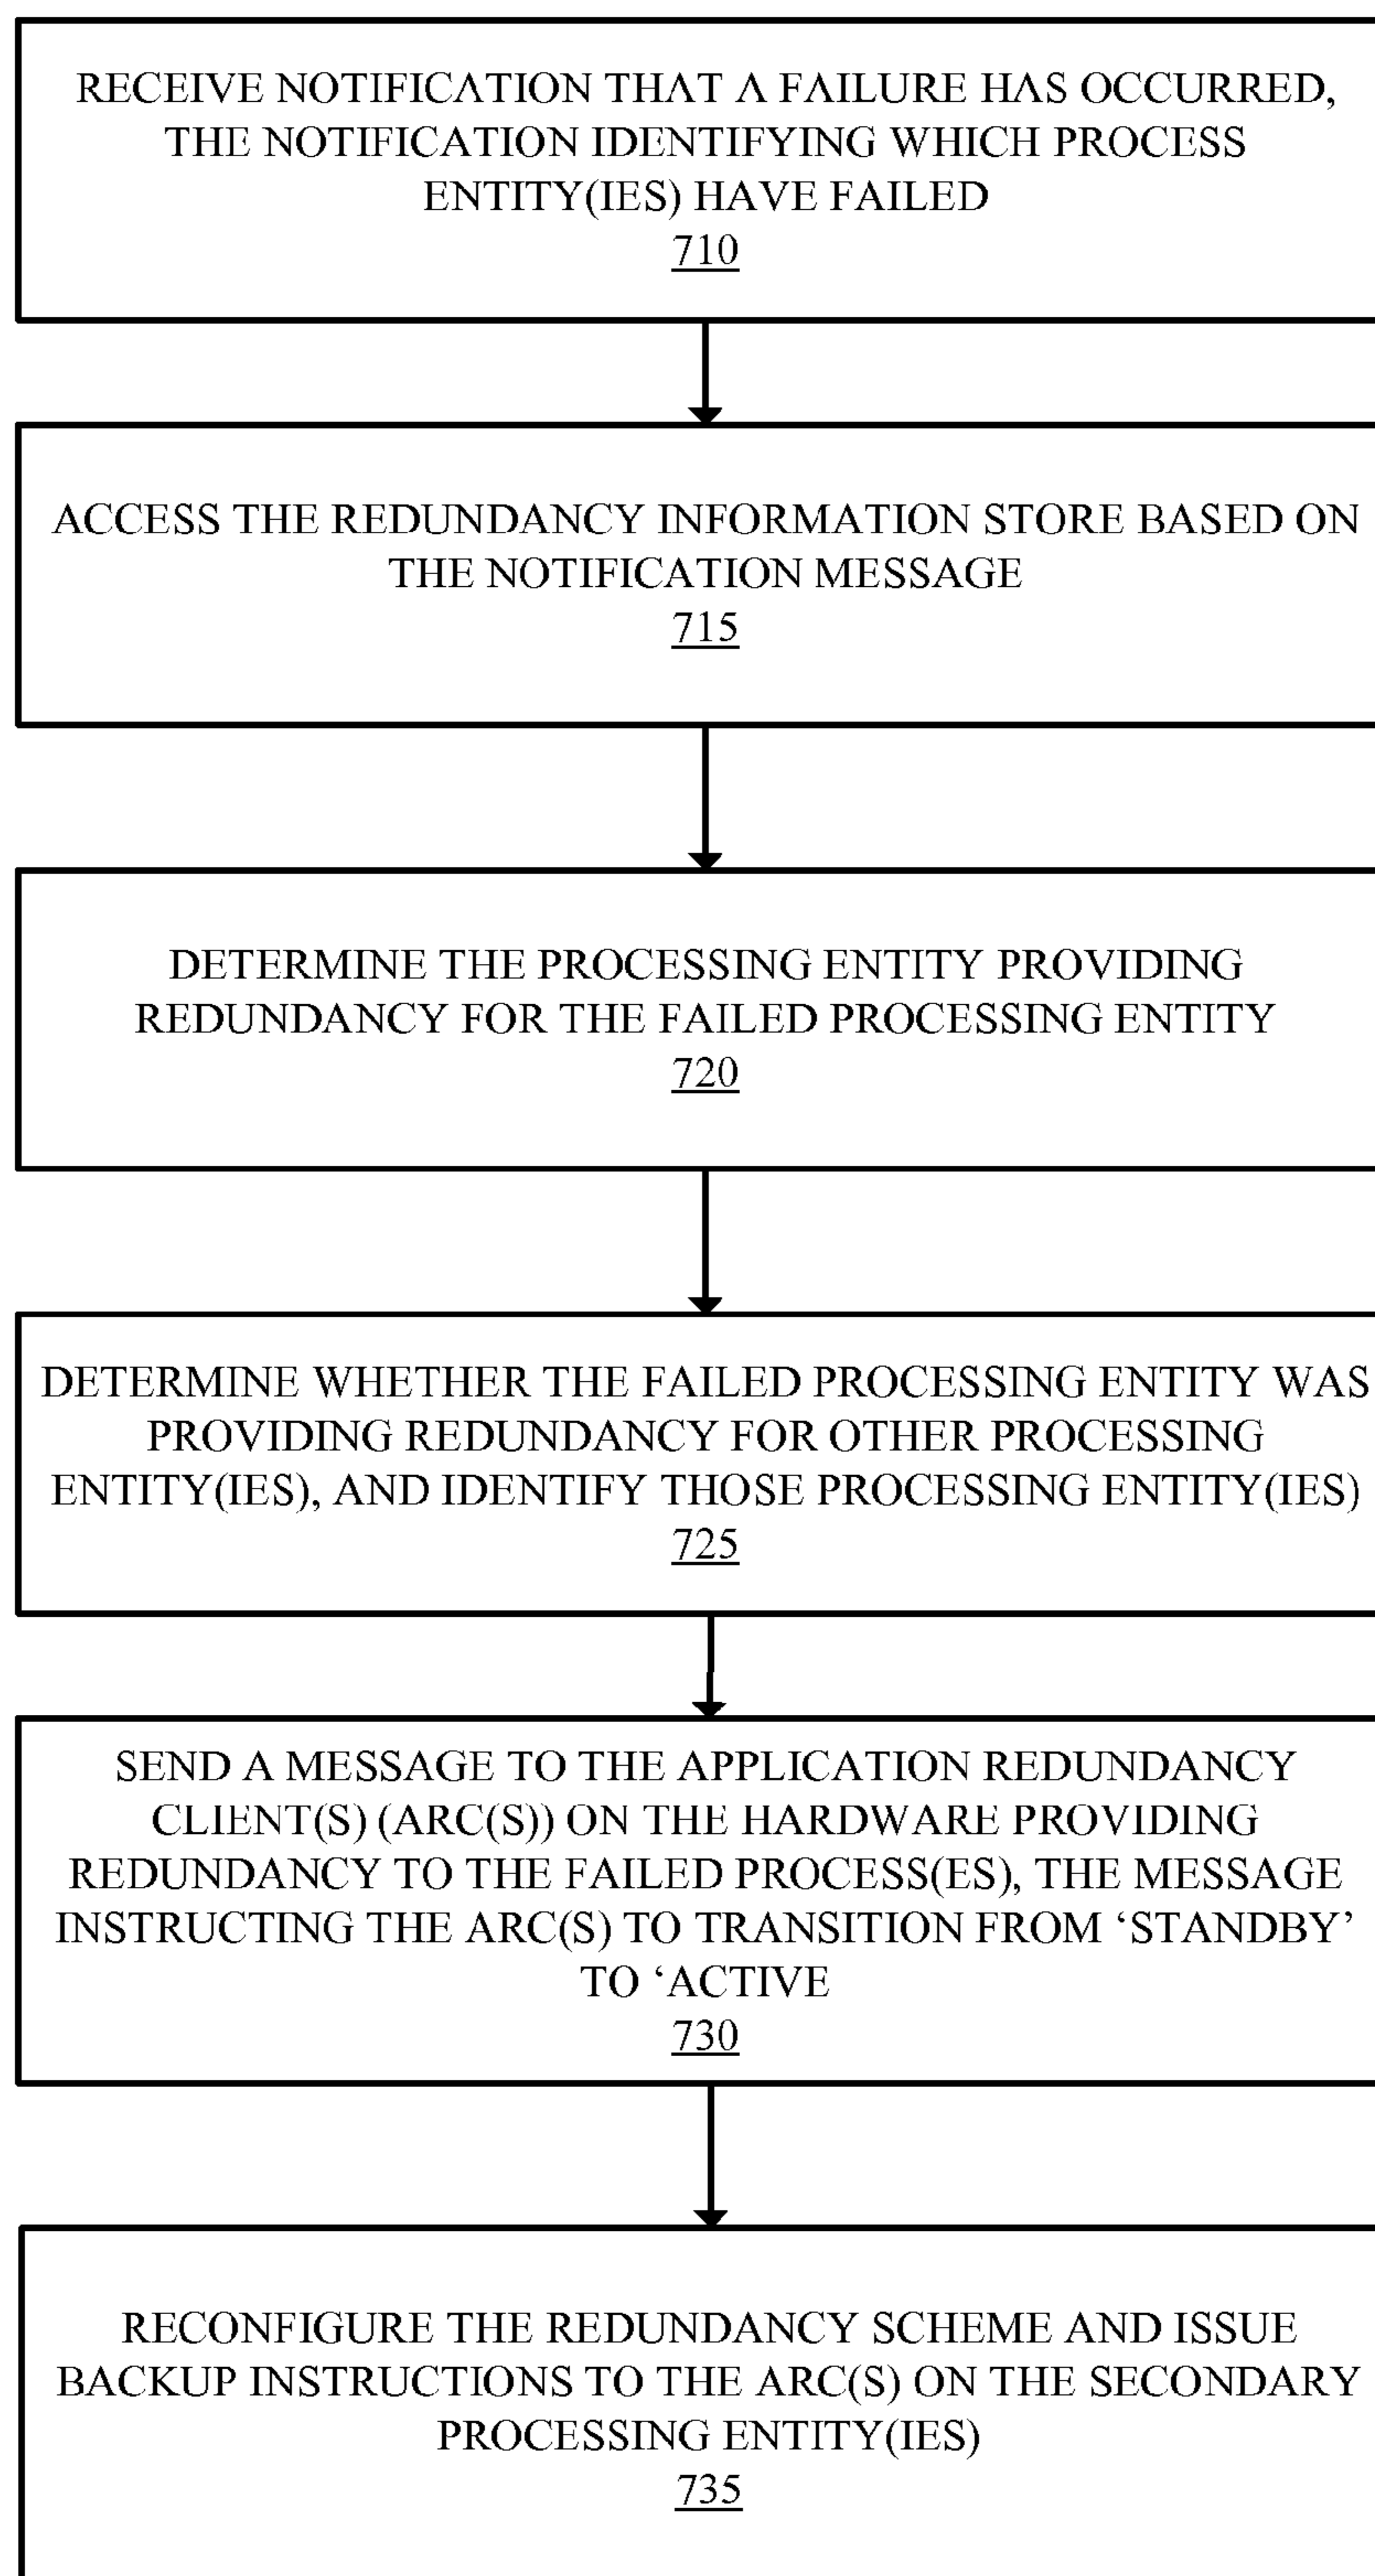 RECEIVE NOTIFICATION THAT A FAILURE HAS OCCURRED,
THE NOTIFICATION IDENTIFYING WHICH PROCESS
ENTITY(IES) HAVE FAILED
710
ACCESS THE REDUNDANCY INFORMATION STORE BASED ON
THE NOTIFICATION MESSAGE
715
DETERMINE THE PROCESSING ENTITY PROVIDING
REDUNDANCY FOR THE FAILED PROCESSING ENTITY
720
DETERMINE WHETHER THE FAILED PROCESSING ENTITY WAS
PROVIDING REDUNDANCY FOR OTHER PROCESSING
ENTITY(IES), AND IDENTIFY THOSE PROCESSING ENTITY(IES)
725
SEND A MESSAGE TO THE APPLICATION REDUNDANCY
CLIENT(S) (ARC(S)) ON THE HARDWARE PROVIDING
REDUNDANCY TO THE FAILED PROCESS(ES), THE MESSAGE
INSTRUCTING THE ARC(S) TO TRANSITION FROM ‘STANDBY’
TO ‘ACTIVE
730
RECONFIGURE THE REDUNDANCY SCHEME AND ISSUE
BACKUP INSTRUCTIONS TO THE ARC(S) ON THE SECONDARY
PROCESSING ENTITY(IES)
735